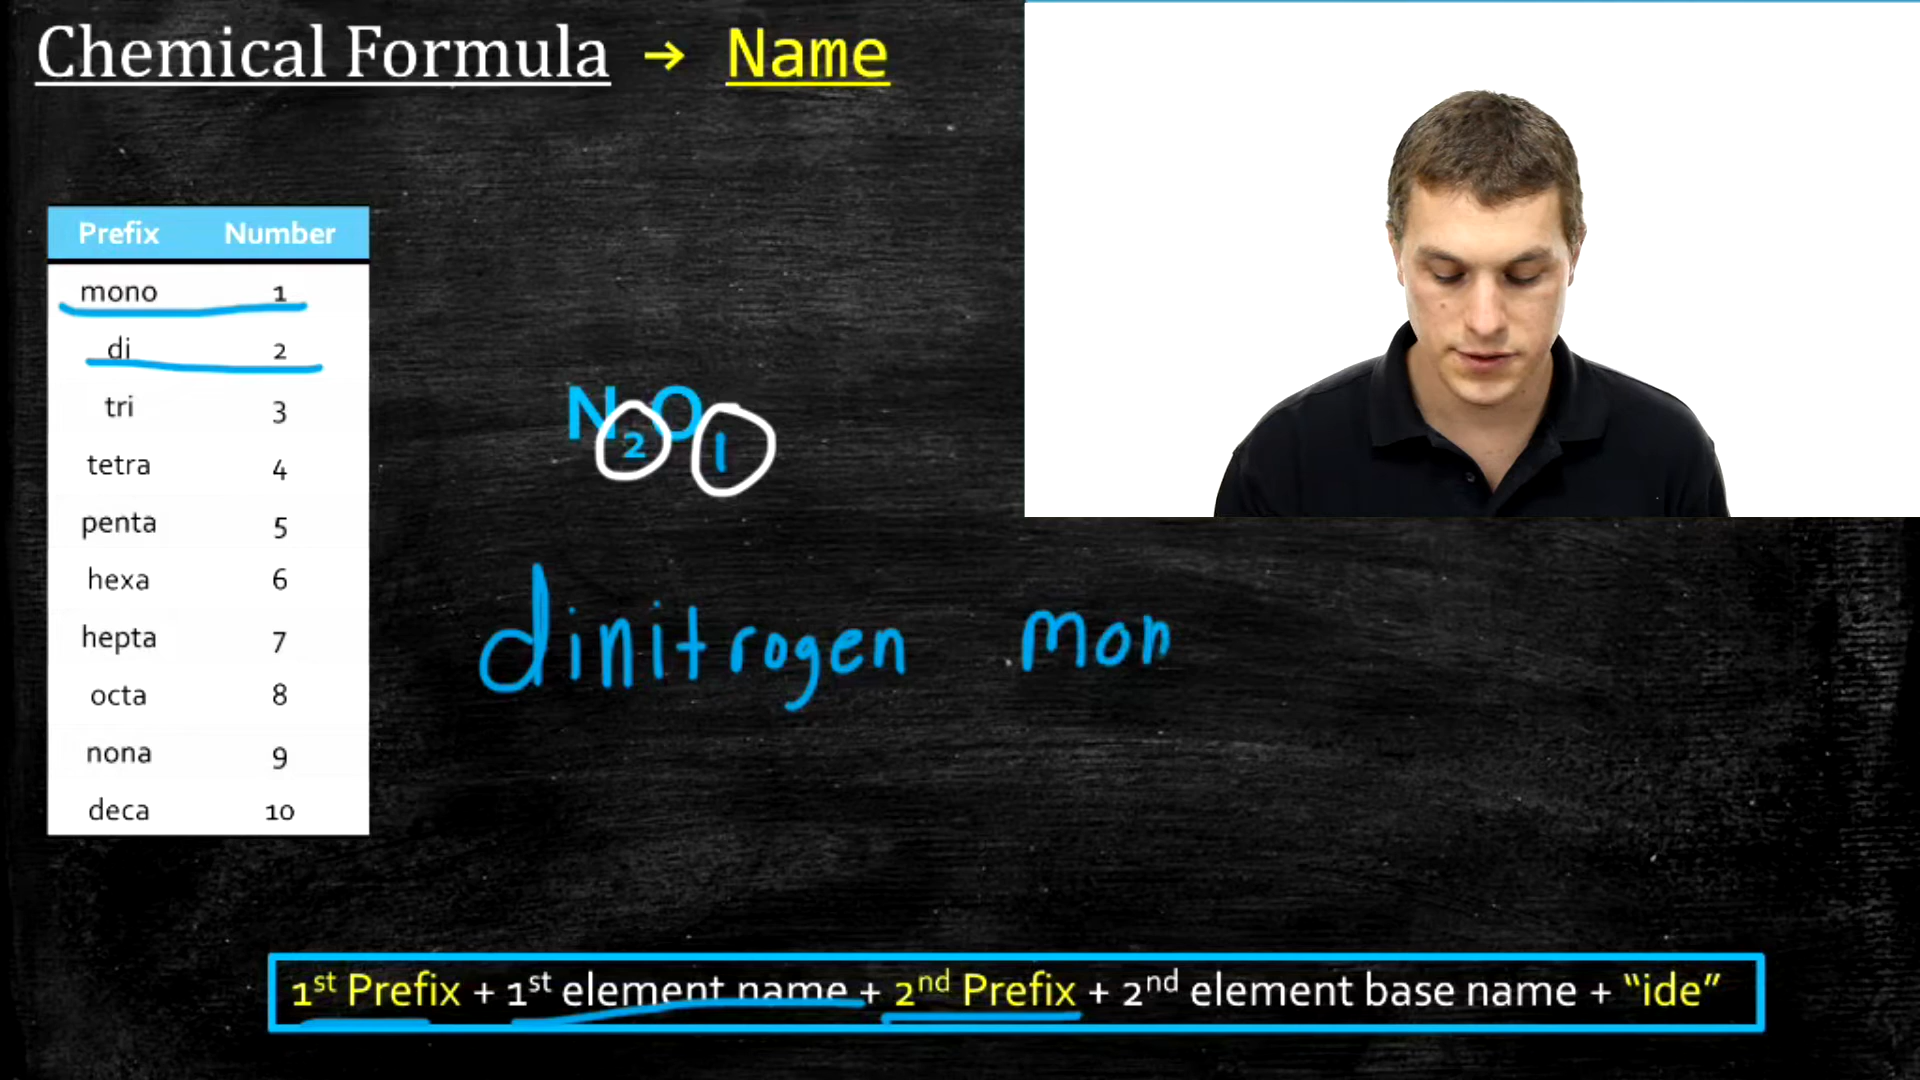 Chemical Formula → Name
Prefix Number
mono 1
di 2
tri 3
tetra 4
penta 5
hexa 6
hepta 7
octa 8
nona 9
deca 10
N₂O₁
dinitrogen mon
1st Prefix + 1st element name + 2nd Prefix + 2nd element base name + “ide”